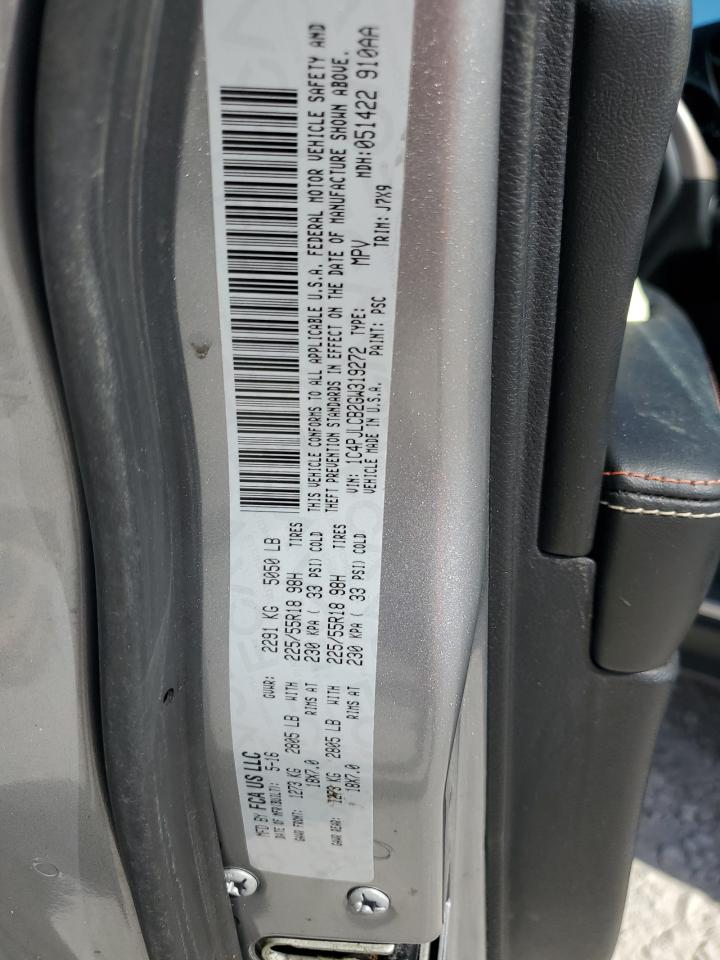 MFD BY FCA US LLC
DATE OF MFR(BUILT): 5-16 GVWR: 2291 KG 5050 LB
GAWR FRONT: 1273 KG 2805 LB WITH 225/55R18 98H TIRES
18X7.0 RIMS AT 230 KPA ( 33 PSI) COLD
GAWR REAR: 1273 KG 2805 LB WITH 225/55R18 98H TIRES
18X7.0 RIMS AT 230 KPA ( 33 PSI) COLD
THIS VEHICLE CONFORMS TO ALL APPLICABLE U.S.A. FEDERAL MOTOR VEHICLE SAFETY AND
THEFT PREVENTION STANDARDS IN EFFECT ON THE DATE OF MANUFACTURE SHOWN ABOVE.
VIN: 1C4PJLCB2GW319272 TYPE: MPV MDH:051422 910AA
VEHICLE MADE IN U.S.A. PAINT: PSC TRIM: J7X9